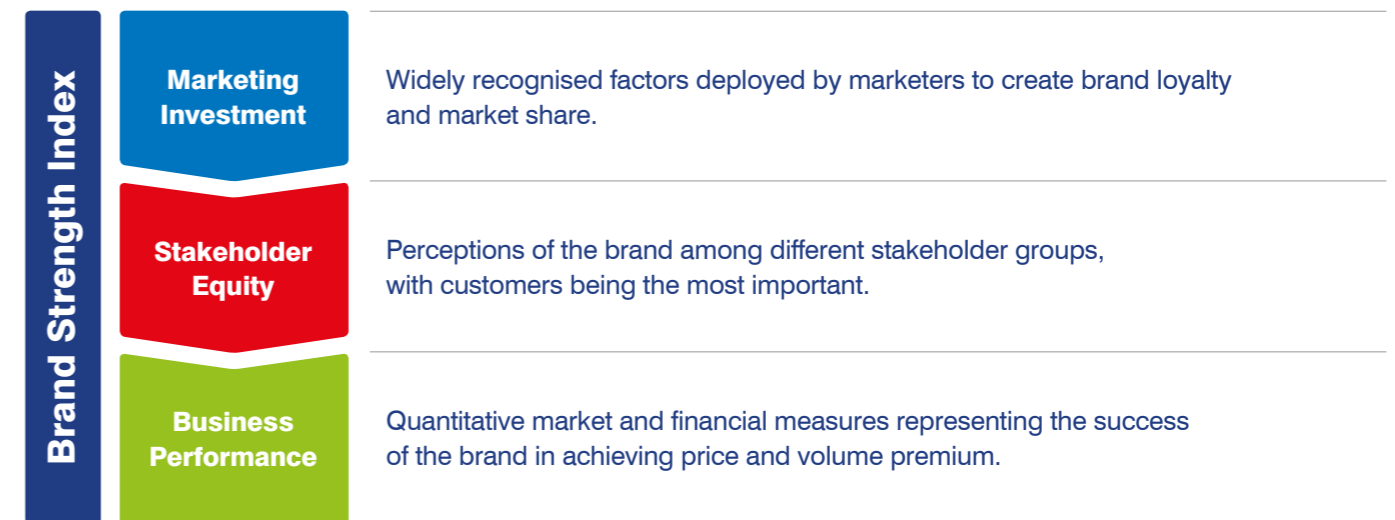 Brand Strength Index
Marketing
Investment
Widely recognised factors deployed by marketers to create brand loyalty
and market share.
Stakeholder
Equity
Perceptions of the brand among different stakeholder groups,
with customers being the most important.
Business
Performance
Quantitative market and financial measures representing the success
of the brand in achieving price and volume premium.